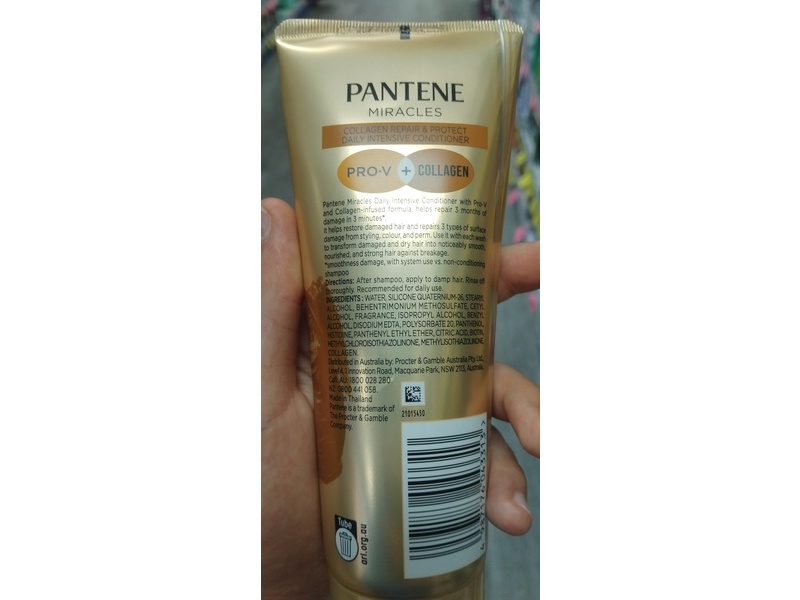 PANTENE
MIRACLES
COLLAGEN REPAIR & PROTECT
DAILY INTENSIVE CONDITIONER
PRO-V + COLLAGEN
Pantene Miracles Daily Intensive Conditioner with Pro-V
and Collagen-infused formula, helps repair 3 months of
damage in 3 minutes*.
It helps restore damaged hair and repairs 3 types of surface
damage from styling, colour, and perm. Use it with each wash
to transform damaged and dry hair into noticeably smooth,
nourished, and strong hair against breakage.
*smoothness damage, with system use vs. non-conditioning
shampoo
Directions: After shampoo, apply to damp hair. Rinse off
thoroughly. Recommended for daily use.
INGREDIENTS: WATER, SILICONE QUATERNIUM-26, STEARYL
ALCOHOL, BEHENTRIMONIUM METHOSULFATE, CETYL
ALCOHOL, FRAGRANCE, ISOPROPYL ALCOHOL, BENZYL
ALCOHOL, DISODIUM EDTA, POLYSORBATE 20, PANTHENOL,
HISTIDINE, PANTHENYL ETHYL ETHER, CITRIC ACID, BIOTIN,
METHYLCHLOROISOTHIAZOLINONE, METHYLISOTHIAZOLINONE,
COLLAGEN.
Distributed in Australia by: Procter & Gamble Australia Pty. Ltd.,
Level 4, 1 Innovation Road, Macquarie Park, NSW 2113, Australia.
Call: AU: 1800 028 280
NZ: 0800 441 058.
Made in Thailand
Pantene is a trademark of
The Procter & Gamble
Company.
21015450
Tube
arl.org.au